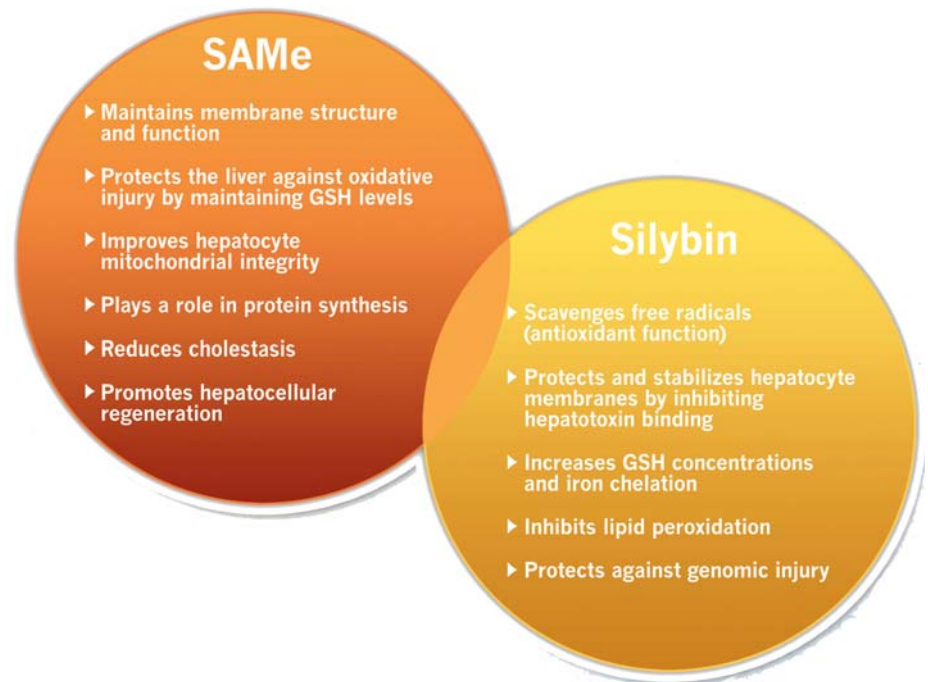 SAMe
Maintains membrane structure
and function
Protects the liver against oxidative
injury by maintaining GSH levels
Improves hepatocyte
mitochondrial integrity
Plays a role in protein synthesis
Reduces cholestasis
Promotes hepatocellular
regeneration
Silybin
Scavenges free radicals
(antioxidant function)
Protects and stabilizes hepatocyte
membranes by inhibiting
hepatotoxin binding
Increases GSH concentrations
and iron chelation
Inhibits lipid peroxidation
Protects against genomic injury